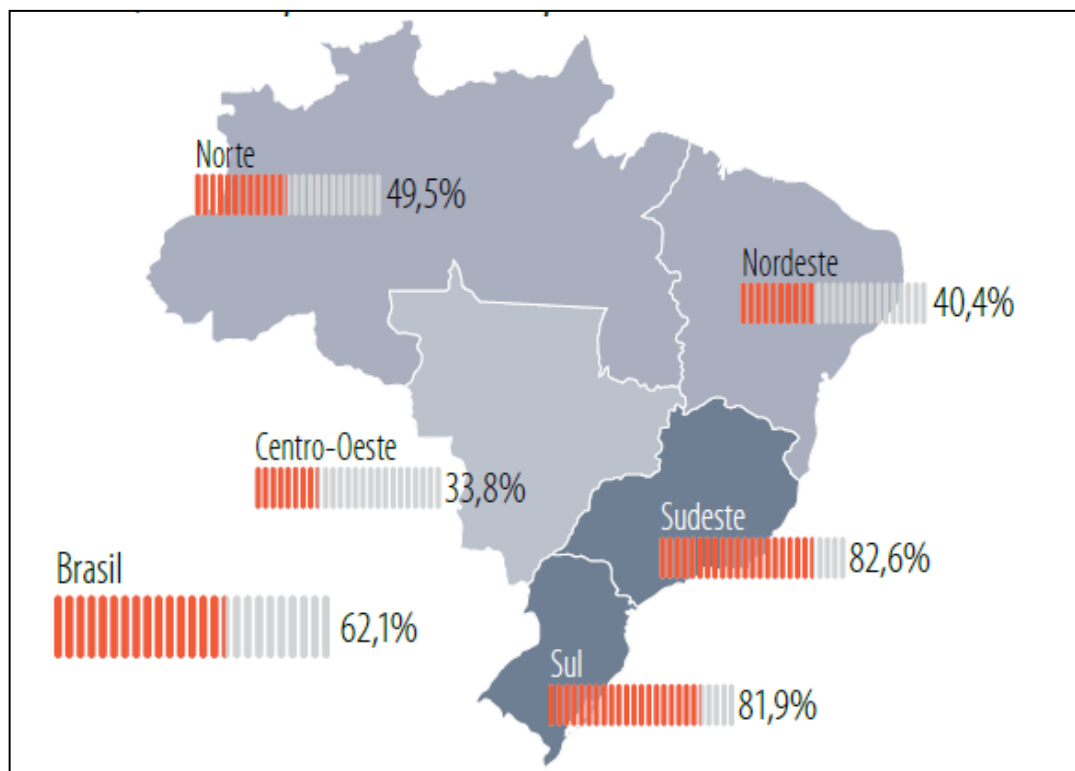 Norte
49,5%
Nordeste
40,4%
Centro-Oeste
33,8%
Sudeste
82,6%
Brasil
62,1%
Sul
81,9%